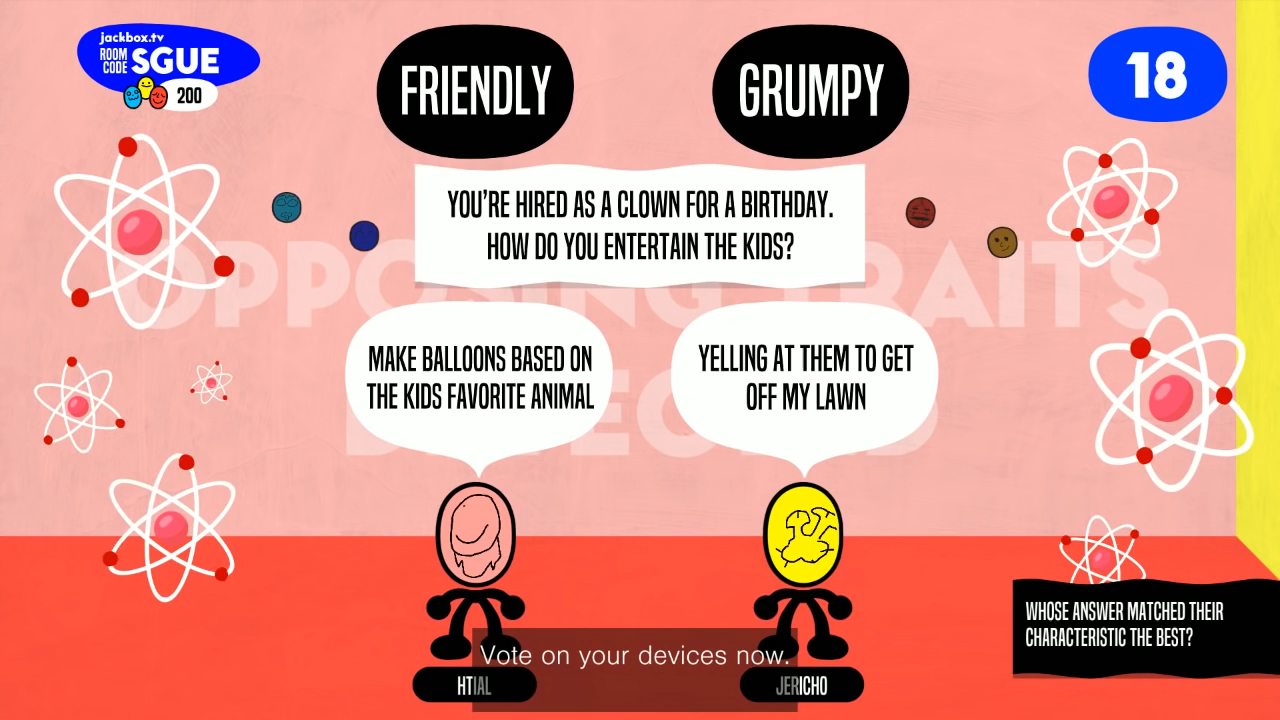 jackbox.tv
ROOM CODE SGUE
200
FRIENDLY
GRUMPY
18
YOU'RE HIRED AS A CLOWN FOR A BIRTHDAY.
HOW DO YOU ENTERTAIN THE KIDS?
OPPOSING TRAITS
MAKE BALLOONS BASED ON
THE KIDS FAVORITE ANIMAL
YELLING AT THEM TO GET
OFF MY LAWN
WHOSE ANSWER MATCHED THEIR
CHARACTERISTIC THE BEST?
Vote on your devices now.
HTIAL
JERICHO